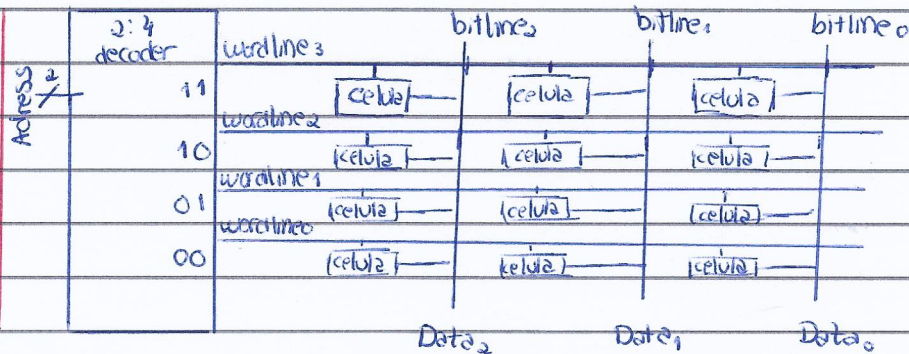 2:4 decoder
Adress 2
bitline2 bitline1 bitline0
wordline3
11 celula celula celula
wordline2
10 celula celula celula
wordline1
01 celula celula celula
wordline0
00 celula celula celula
Data2 Data1 Data0